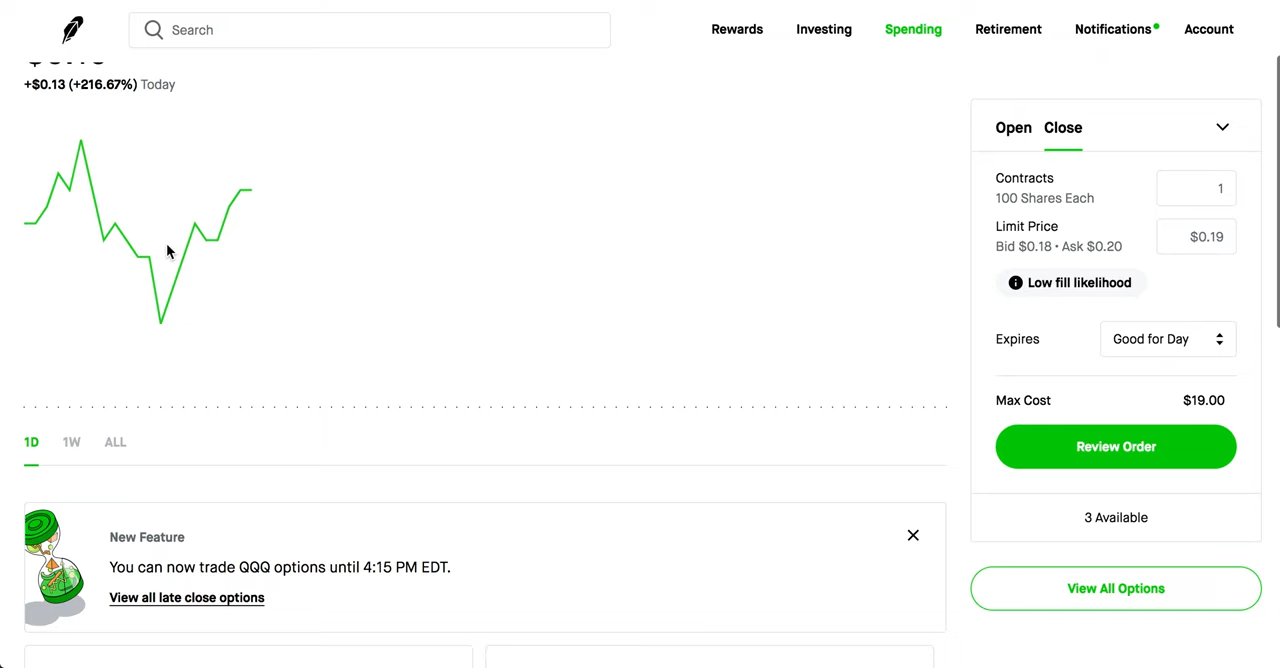 Search
Rewards
Investing
Spending
Retirement
Notifications
Account
+$0.13 (+216.67%) Today
Open Close
Contracts
1
100 Shares Each
Limit Price
$0.19
Bid $0.18 • Ask $0.20
Low fill likelihood
Expires
Good for Day
Max Cost
$19.00
Review Order
3 Available
View All Options
1D 1W ALL
New Feature
You can now trade QQQ options until 4:15 PM EDT.
View all late close options